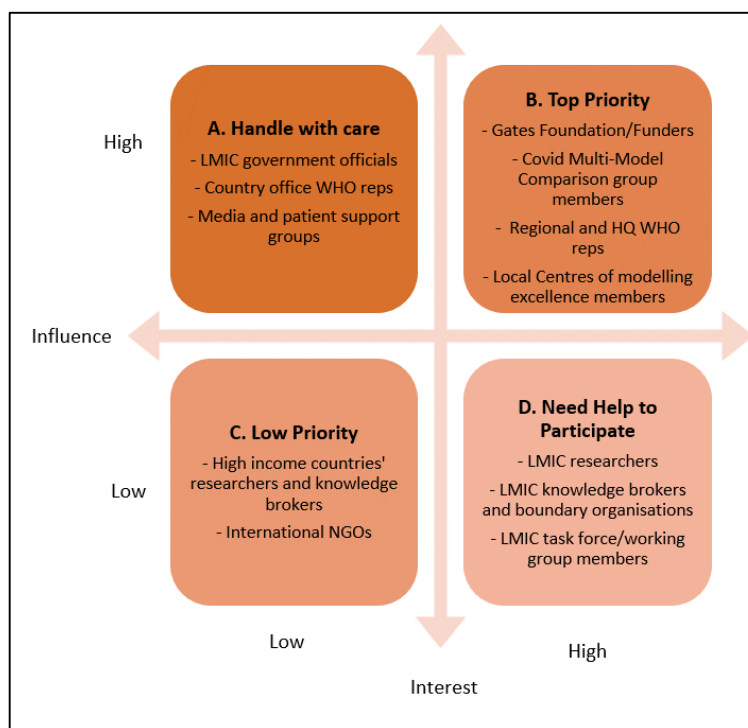 High
A. Handle with care
- LMIC government officials
- Country office WHO reps
- Media and patient support
groups
B. Top Priority
- Gates Foundation/Funders
- Covid Multi-Model
Comparison group
members
- Regional and HQ WHO
reps
- Local Centres of modelling
excellence members
Influence
Low
C. Low Priority
- High income countries'
researchers and knowledge
brokers
- International NGOs
D. Need Help to
Participate
- LMIC researchers
- LMIC knowledge brokers
and boundary organisations
- LMIC task force/working
group members
Low
High
Interest